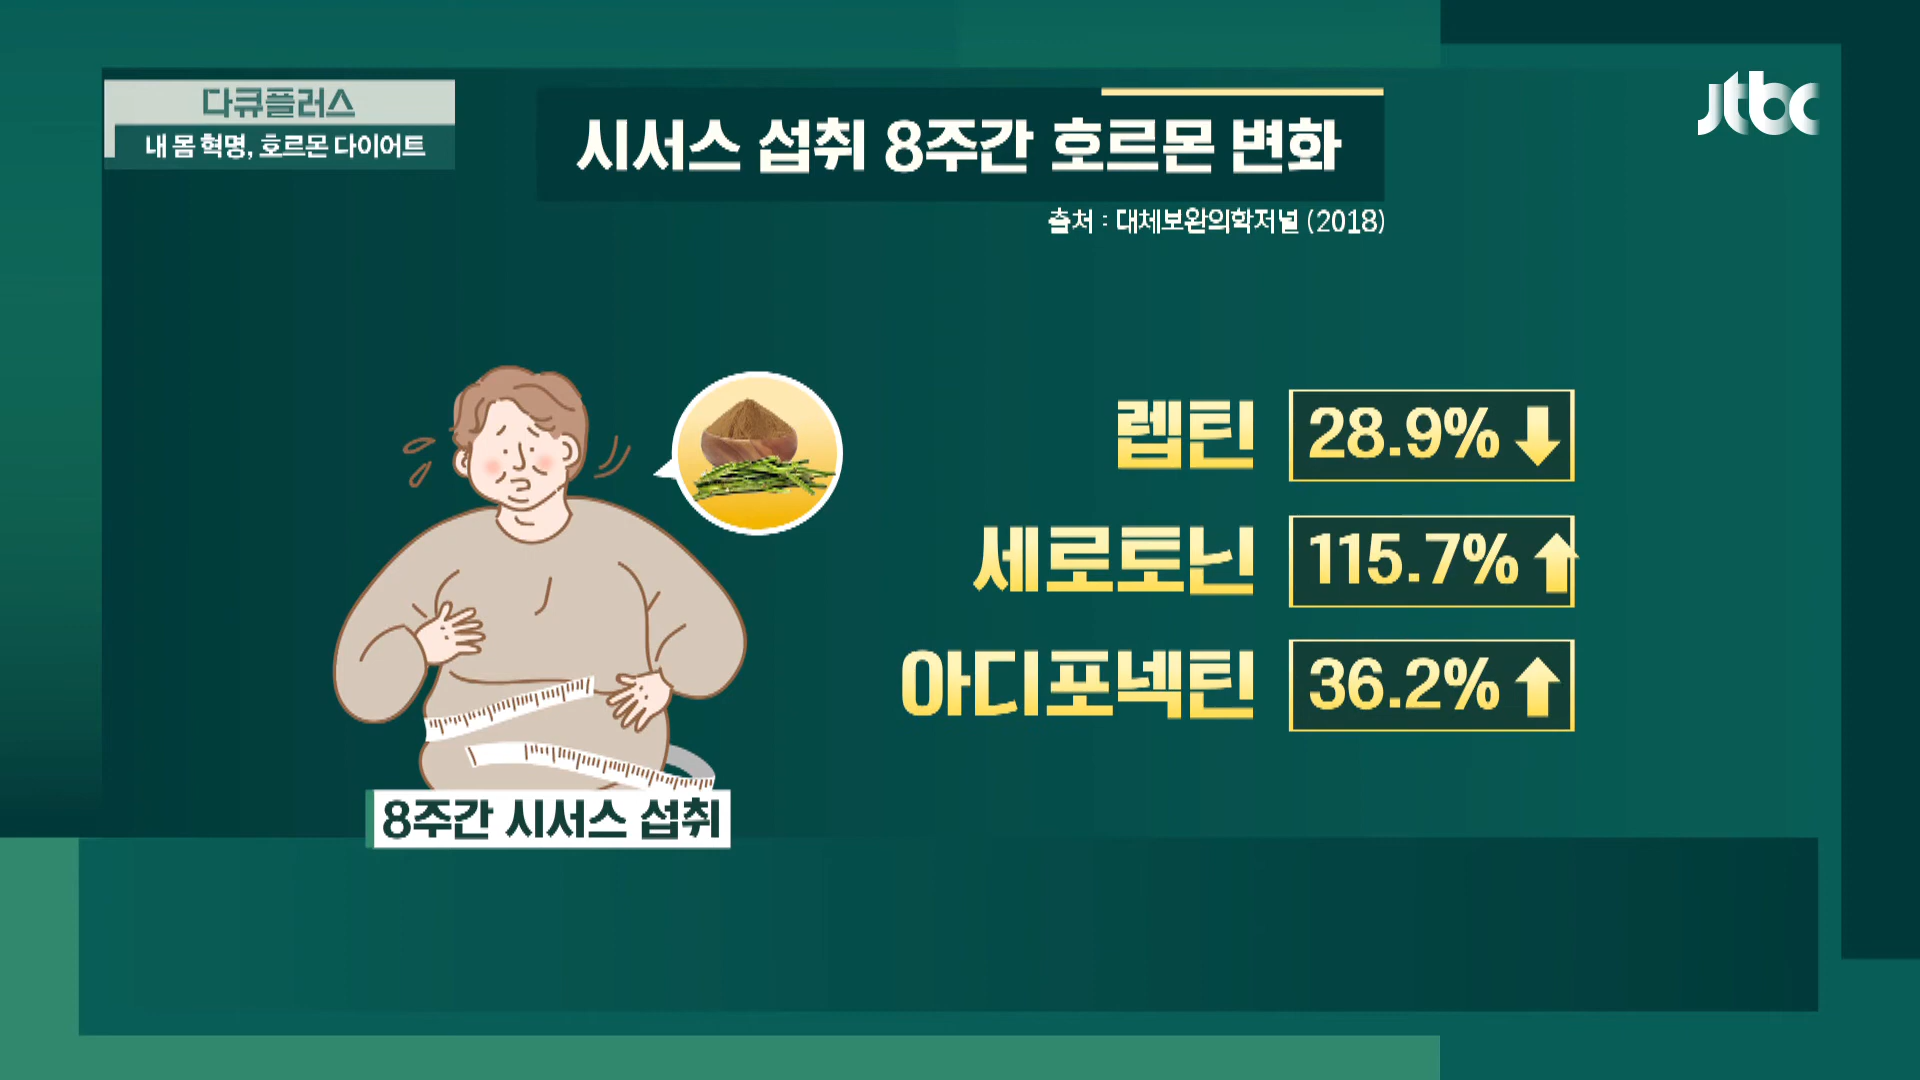 다큐플러스
내 몸 혁명, 호르몬 다이어트
jtbc
시서스 섭취 8주간 호르몬 변화
출처 : 대체보완의학저널 (2018)
렙틴 28.9%
세로토닌 115.7%
아디포넥틴 36.2%
8주간 시서스 섭취